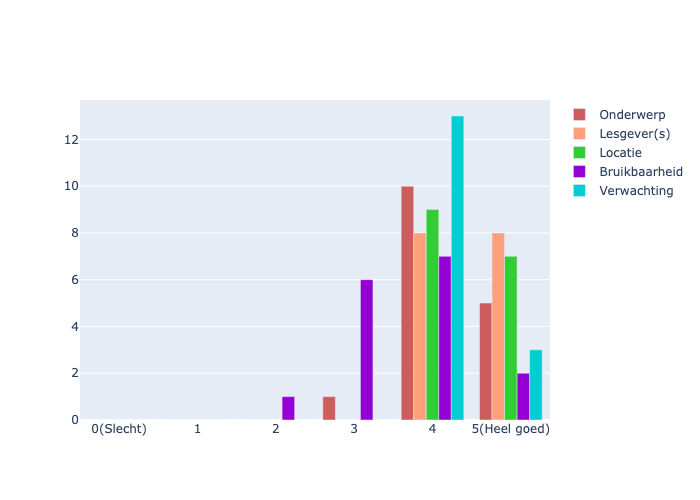 Onderwerp
Lesgever(s)
Locatie
Bruikbaarheid
Verwachting
12
10
8
6
4
2
0
0(Slecht) 1 2 3 4 5(Heel goed)